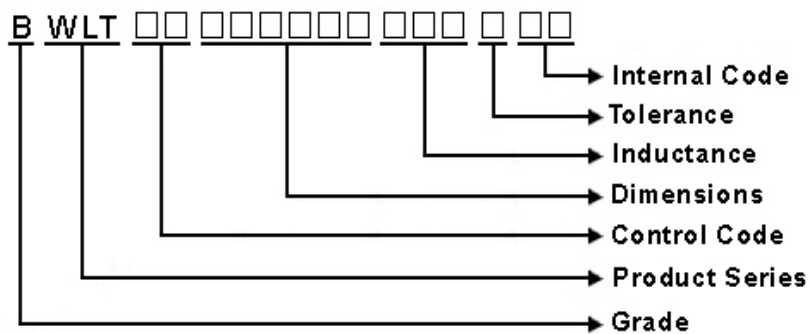 B WLT □□ □□□□□□ □□□ □ □□
Internal Code
Tolerance
Inductance
Dimensions
Control Code
Product Series
Grade